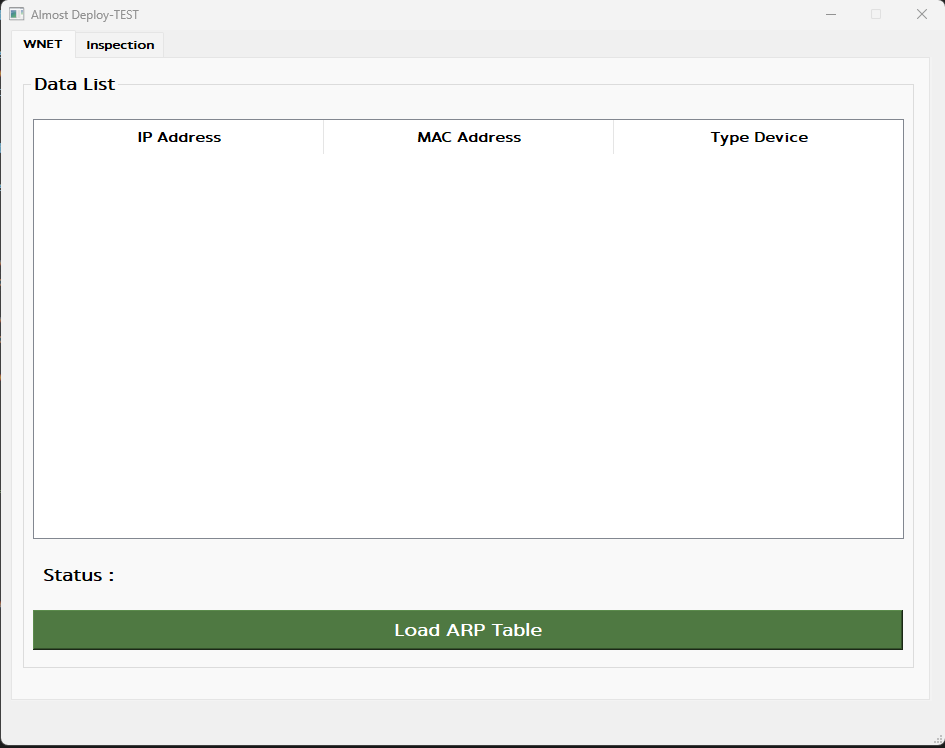 Almost Deploy-TEST
WNET Inspection
Data List
IP Address MAC Address Type Device
Status :
Load ARP Table